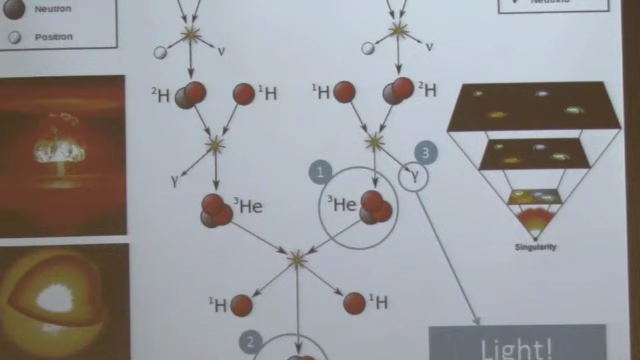 Neutron
Positron
ν
ν
²H
¹H
¹H
²H
γ
3
γ
1
³He
³He
Singularity
¹H
¹H
2
Light!